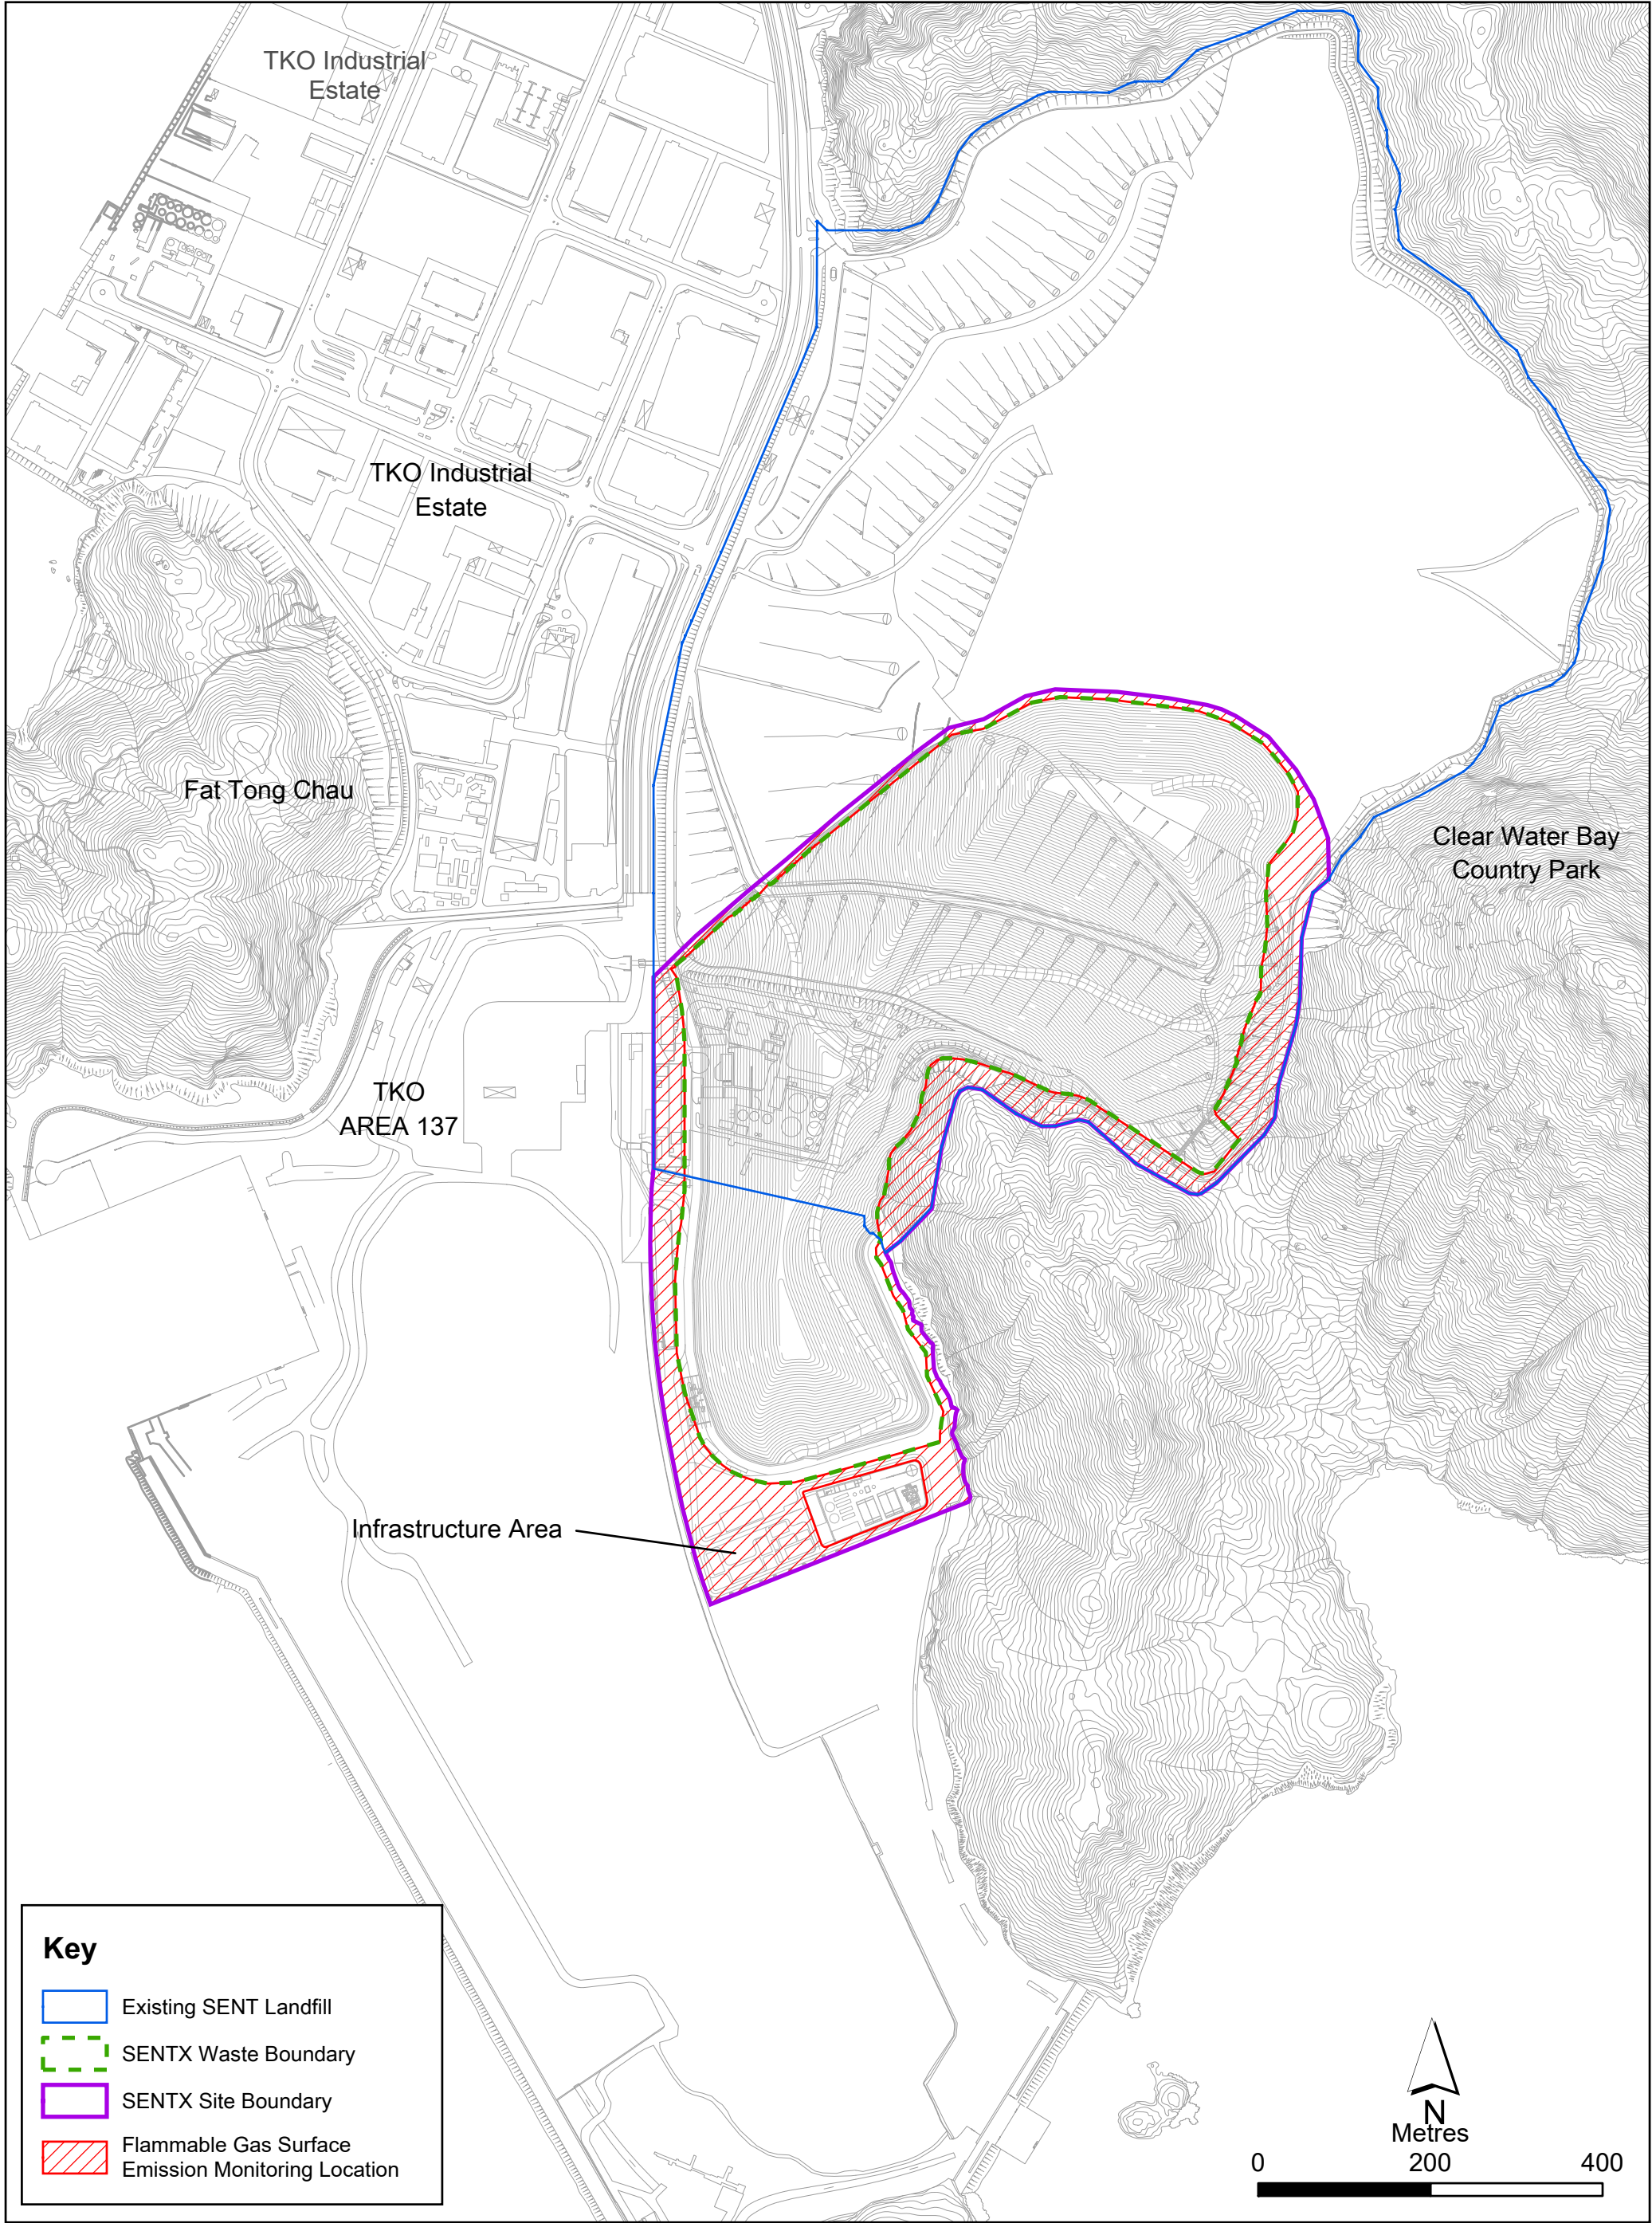 TKO Industrial
Estate
TKO Industrial
Estate
Fat Tong Chau
Clear Water Bay
Country Park
TKO
AREA 137
Infrastructure Area
Key
Existing SENT Landfill
SENTX Waste Boundary
SENTX Site Boundary
Flammable Gas Surface
Emission Monitoring Location
N
Metres
0 200 400